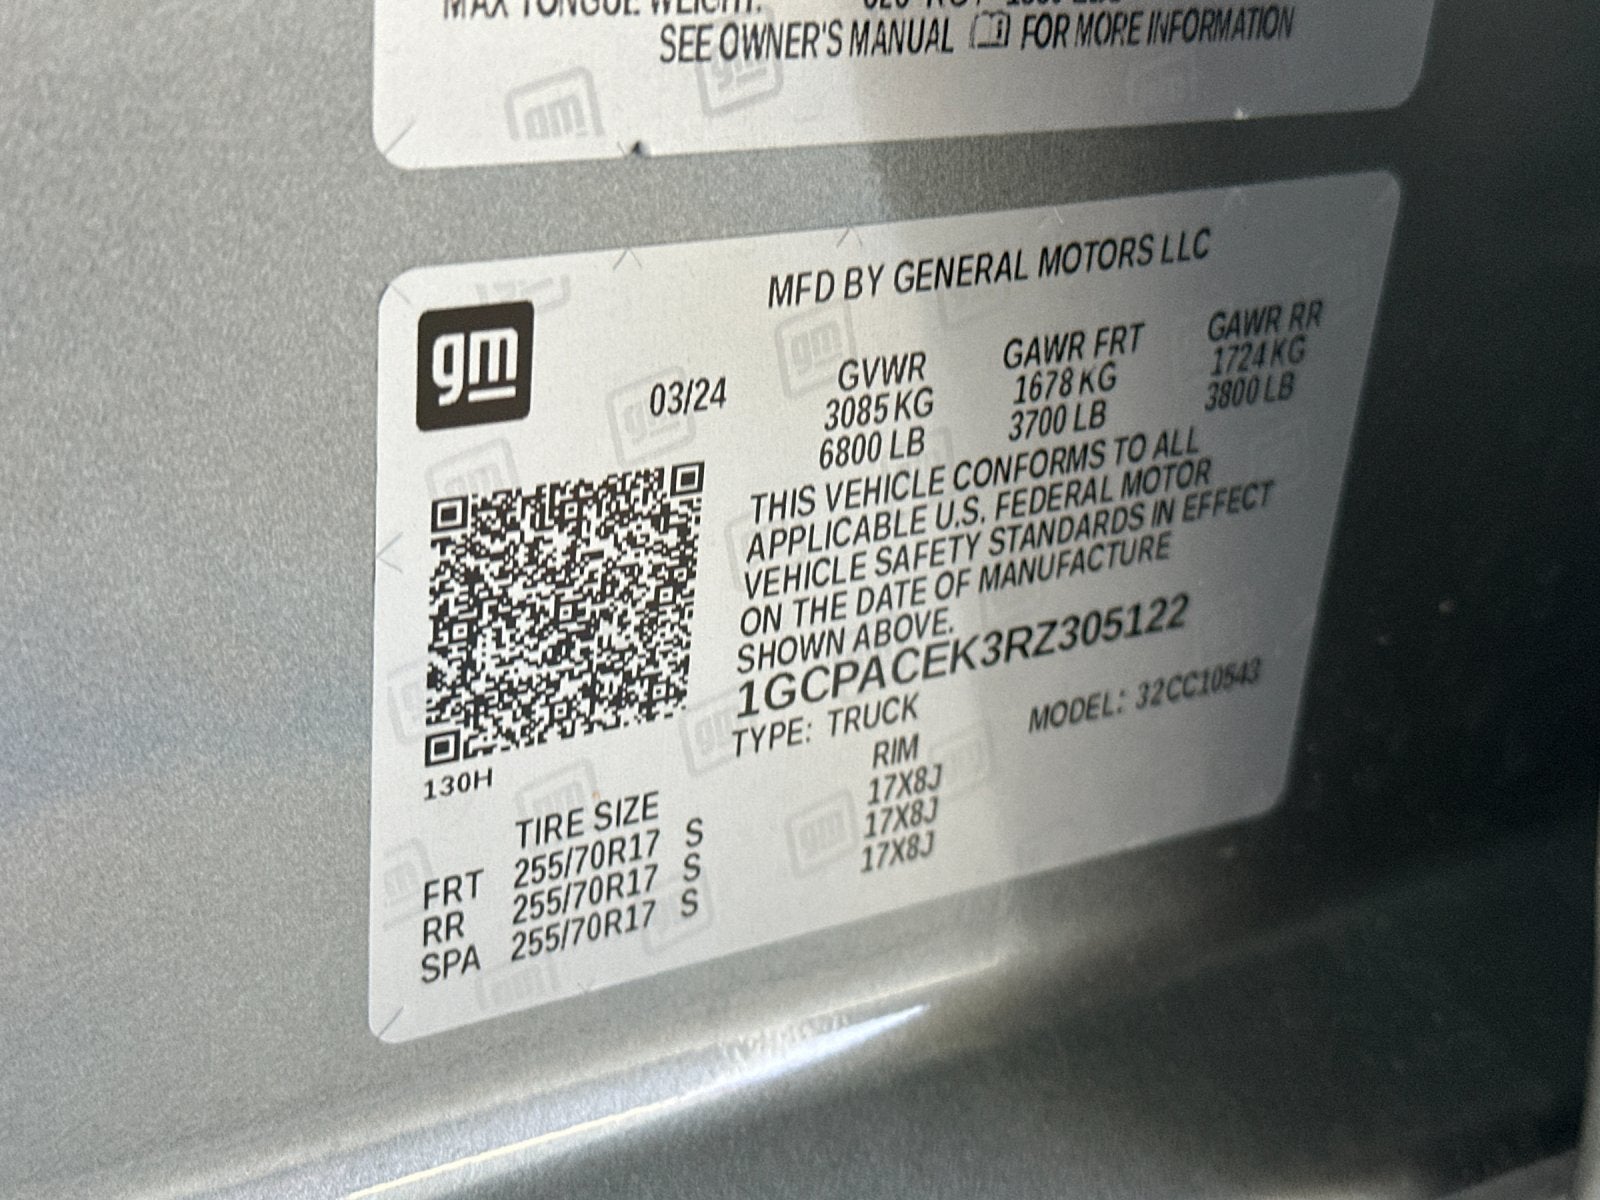 MAX TONGUE WEIGHT:
SEE OWNER'S MANUAL FOR MORE INFORMATION
MFD BY GENERAL MOTORS LLC
gm
03/24
GVWR GAWR FRT GAWR RR
3085 KG 1678 KG 1724 KG
6800 LB 3700 LB 3800 LB
THIS VEHICLE CONFORMS TO ALL
APPLICABLE U.S. FEDERAL MOTOR
VEHICLE SAFETY STANDARDS IN EFFECT
ON THE DATE OF MANUFACTURE
SHOWN ABOVE.
1GCPACEK3RZ305122
TYPE: TRUCK MODEL: 32CC10543
130H
TIRE SIZE RIM
FRT 255/70R17 S 17X8J
RR 255/70R17 S 17X8J
SPA 255/70R17 S 17X8J